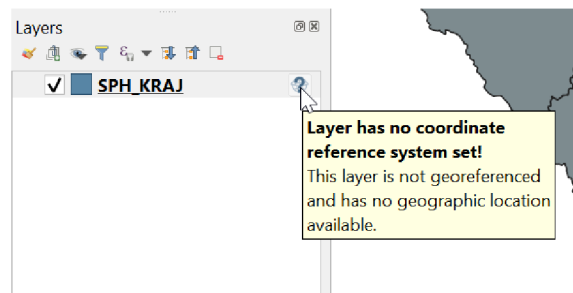 Layers
SPH_KRAJ
Layer has no coordinate
reference system set!
This layer is not georeferenced
and has no geographic location
available.